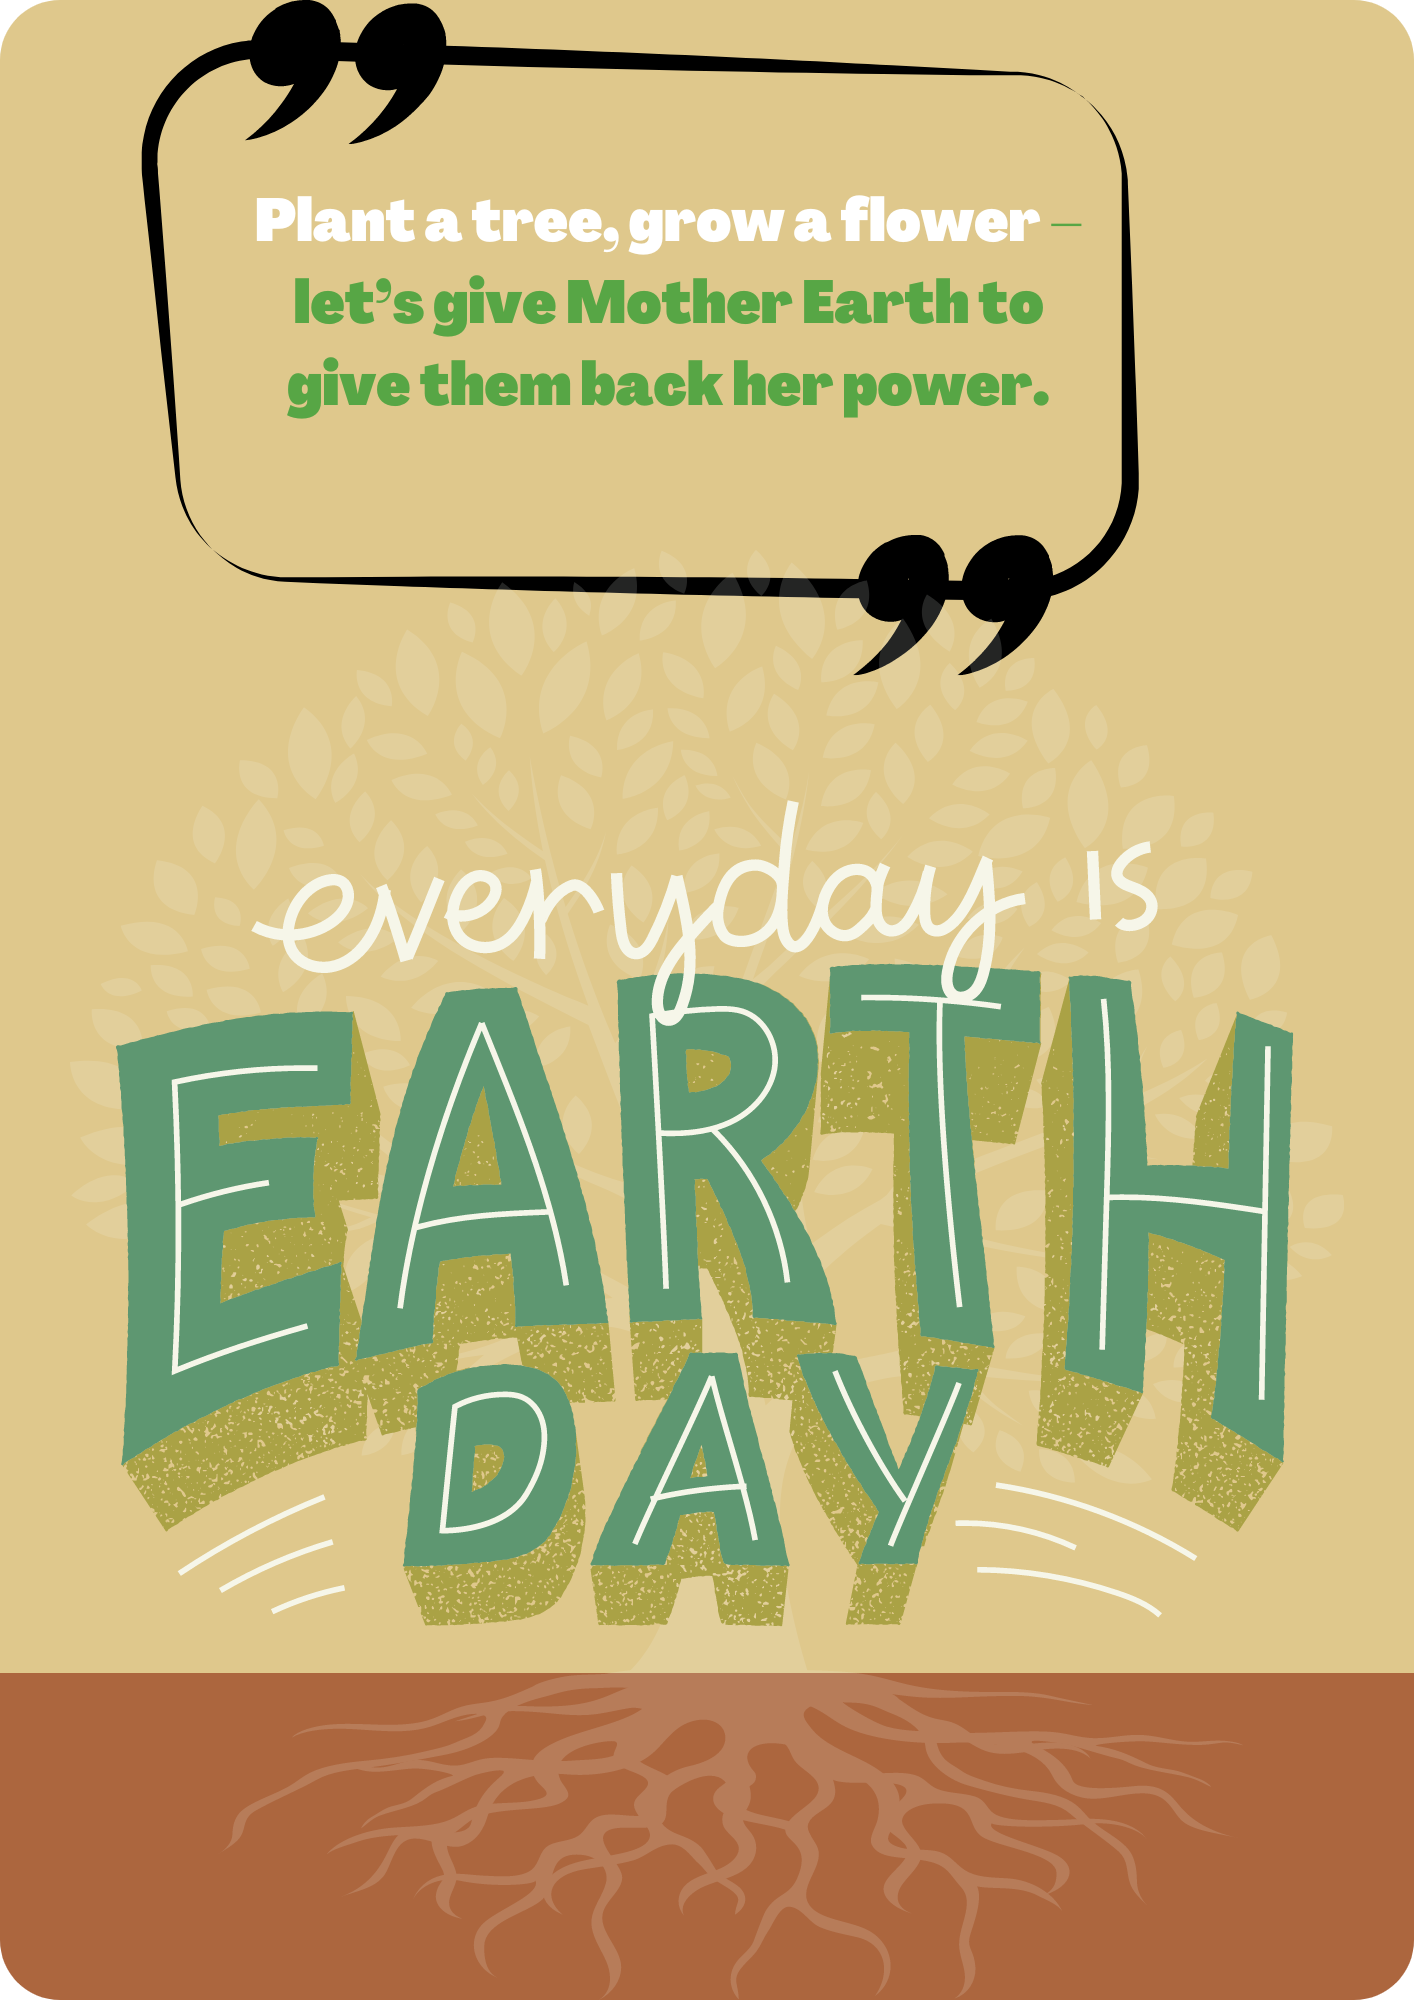 Plant a tree, grow a flower –
let’s give Mother Earth to
give them back her power.
everyday is
EARTH
DAY